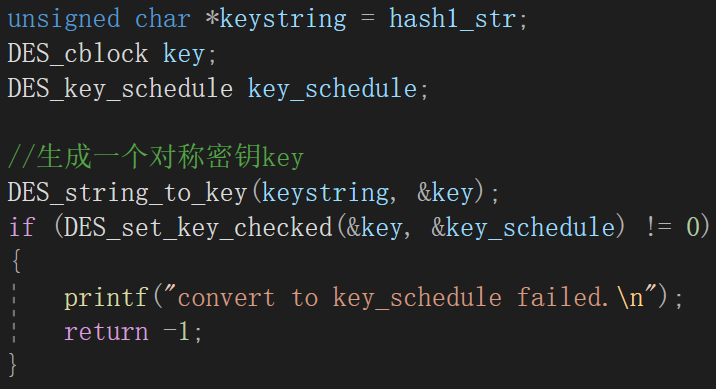 unsigned char *keystring = hash1_str;
DES_cblock key;
DES_key_schedule key_schedule;
//生成一个对称密钥key
DES_string_to_key(keystring, &key);
if (DES_set_key_checked(&key, &key_schedule) != 0)
{
printf("convert to key_schedule failed.\n");
return -1;
}